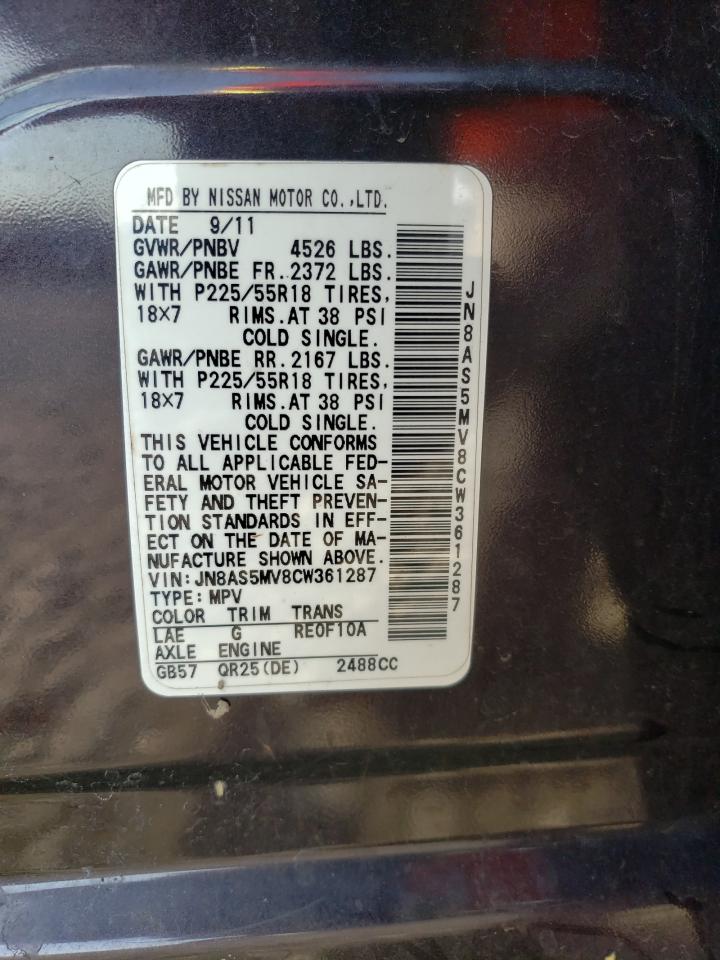 MFD BY NISSAN MOTOR CO.,LTD.
DATE 9/11
GVWR/PNBV 4526 LBS.
GAWR/PNBE FR.2372 LBS.
WITH P225/55R18 TIRES,
18×7 RIMS.AT 38 PSI
COLD SINGLE.
GAWR/PNBE RR.2167 LBS.
WITH P225/55R18 TIRES,
18×7 RIMS.AT 38 PSI
COLD SINGLE.
THIS VEHICLE CONFORMS
TO ALL APPLICABLE FED-
ERAL MOTOR VEHICLE SA-
FETY AND THEFT PREVEN-
TION STANDARDS IN EFF-
ECT ON THE DATE OF MA-
NUFACTURE SHOWN ABOVE.
VIN:JN8AS5MV8CW361287
TYPE:MPV
COLOR TRIM TRANS
LAE G RE0F10A
AXLE ENGINE
GB57 QR25(DE) 2488CC
JN8AS5MV8CW361287